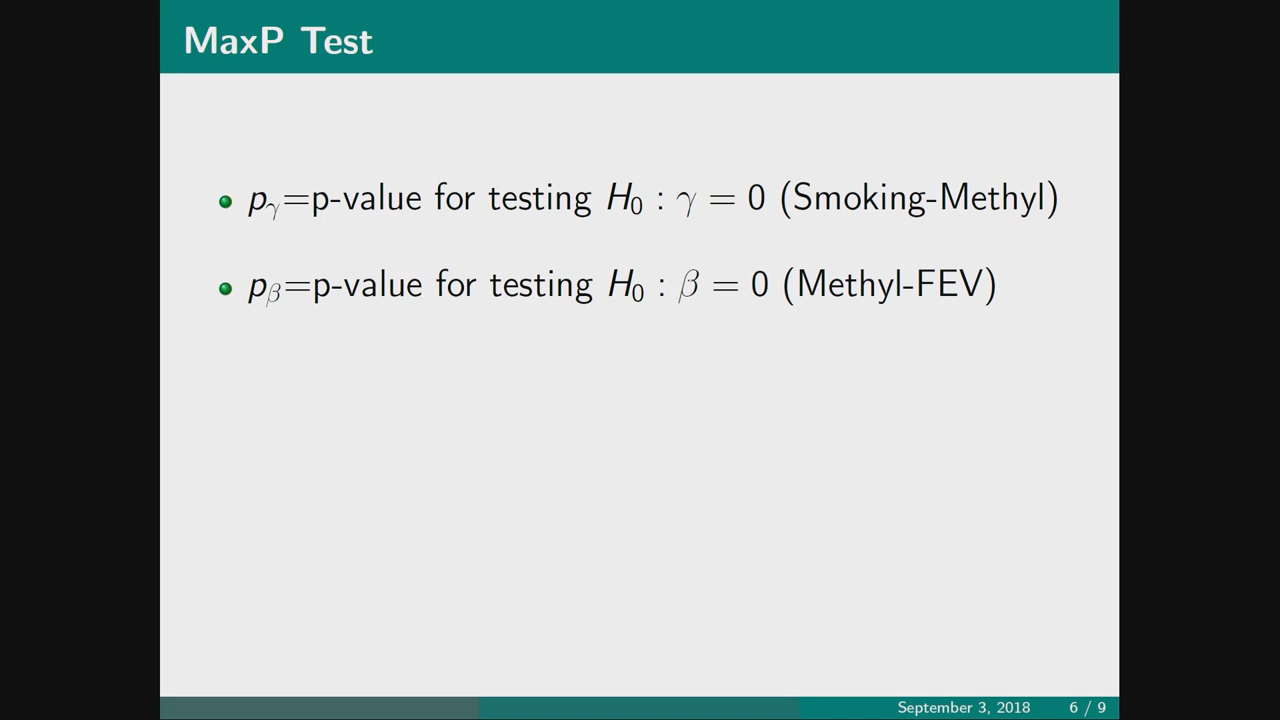 MaxP Test
p_γ=p-value for testing H_0 : γ = 0 (Smoking-Methyl)
p_β=p-value for testing H_0 : β = 0 (Methyl-FEV)
September 3, 2018 6 / 9